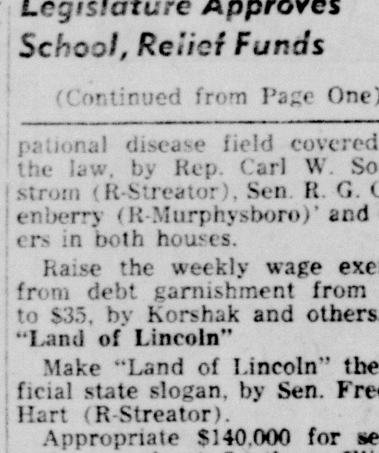 Legislature Approves
School, Relief Funds
(Continued from Page One)
pational disease field covered
the law, by Rep. Carl W. So
strom (R-Streator), Sen. R. G. C
enberry (R-Murphysboro)' and
ers in both houses.
Raise the weekly wage exe
from debt garnishment from
to $35, by Korshak and others
"Land of Lincoln"
Make "Land of Lincoln" the
ficial state slogan, by Sen. Fre
Hart (R-Streator).
Appropriate $140,000 for se